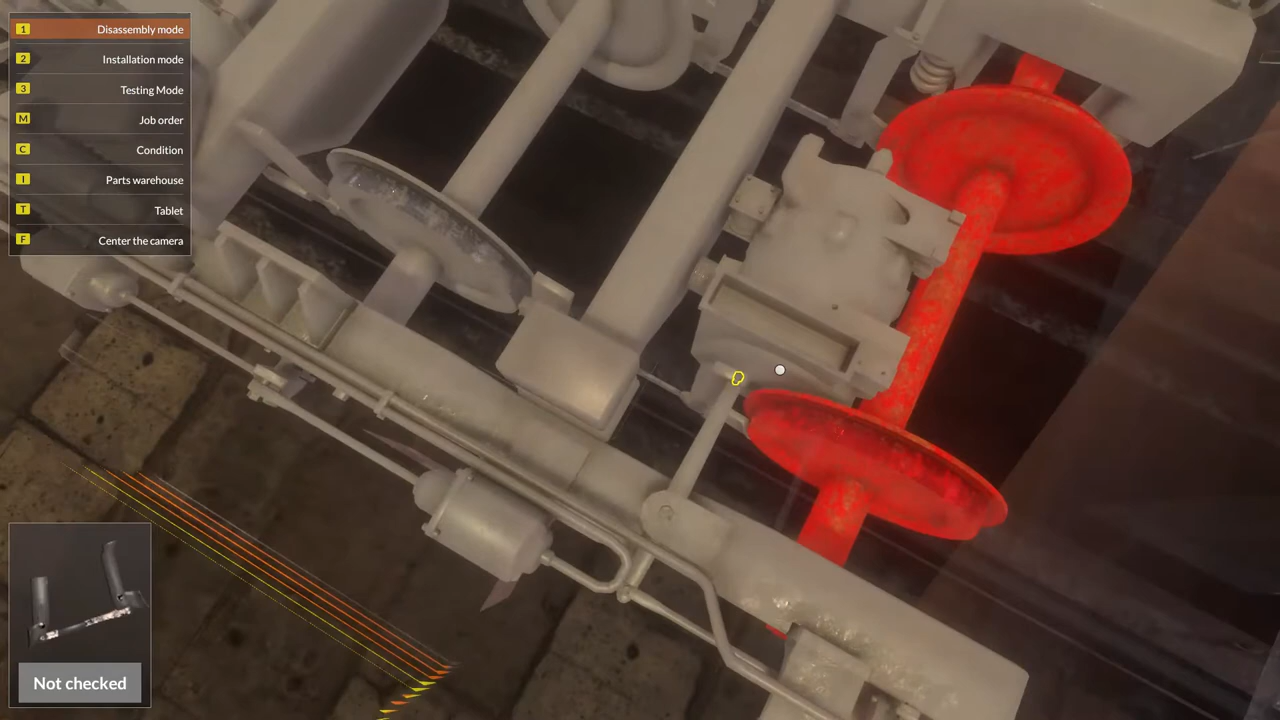 1 Disassembly mode
2 Installation mode
3 Testing Mode
M Job order
C Condition
I Parts warehouse
T Tablet
F Center the camera
Not checked